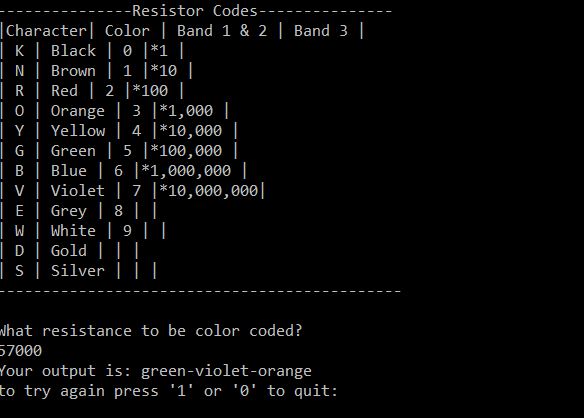 ---------------Resistor Codes---------------
|Character| Color | Band 1 & 2 | Band 3 |
| K | Black | 0 |*1 |
| N | Brown | 1 |*10 |
| R | Red | 2 |*100 |
| O | Orange | 3 |*1,000 |
| Y | Yellow | 4 |*10,000 |
| G | Green | 5 |*100,000 |
| B | Blue | 6 |*1,000,000 |
| V | Violet | 7 |*10,000,000|
| E | Grey | 8 | |
| W | White | 9 | |
| D | Gold | | |
| S | Silver | | |
---------------------------------------------
What resistance to be color coded?
57000
Your output is: green-violet-orange
to try again press '1' or '0' to quit: